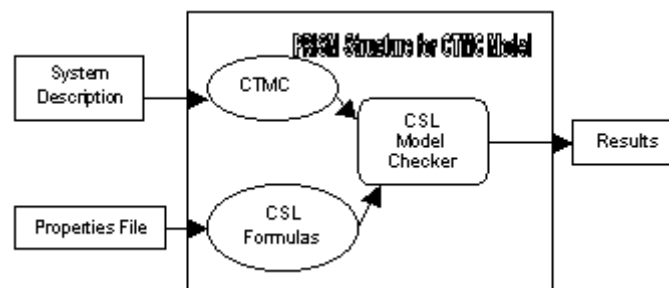 PRISM Structure for CTMC Model
System
Description
CTMC
CSL
Model
Checker
Results
Properties File
CSL
Formulas